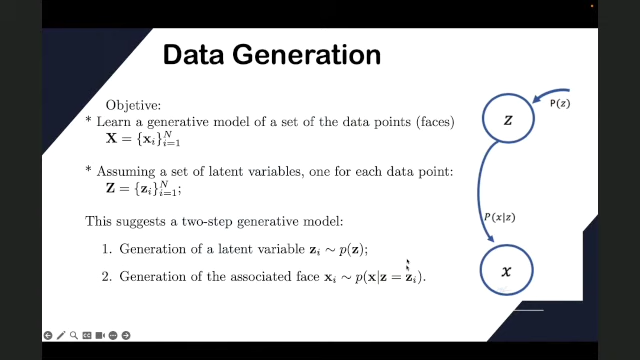 Data Generation
Objetive:
* Learn a generative model of a set of the data points (faces)
X = {x_i}_{i=1}^N
* Assuming a set of latent variables, one for each data point:
Z = {z_i}_{i=1}^N;
This suggests a two-step generative model:
1. Generation of a latent variable z_i ~ p(z);
2. Generation of the associated face x_i ~ p(x|z = z_i).
P(z)
z
P(x|z)
x